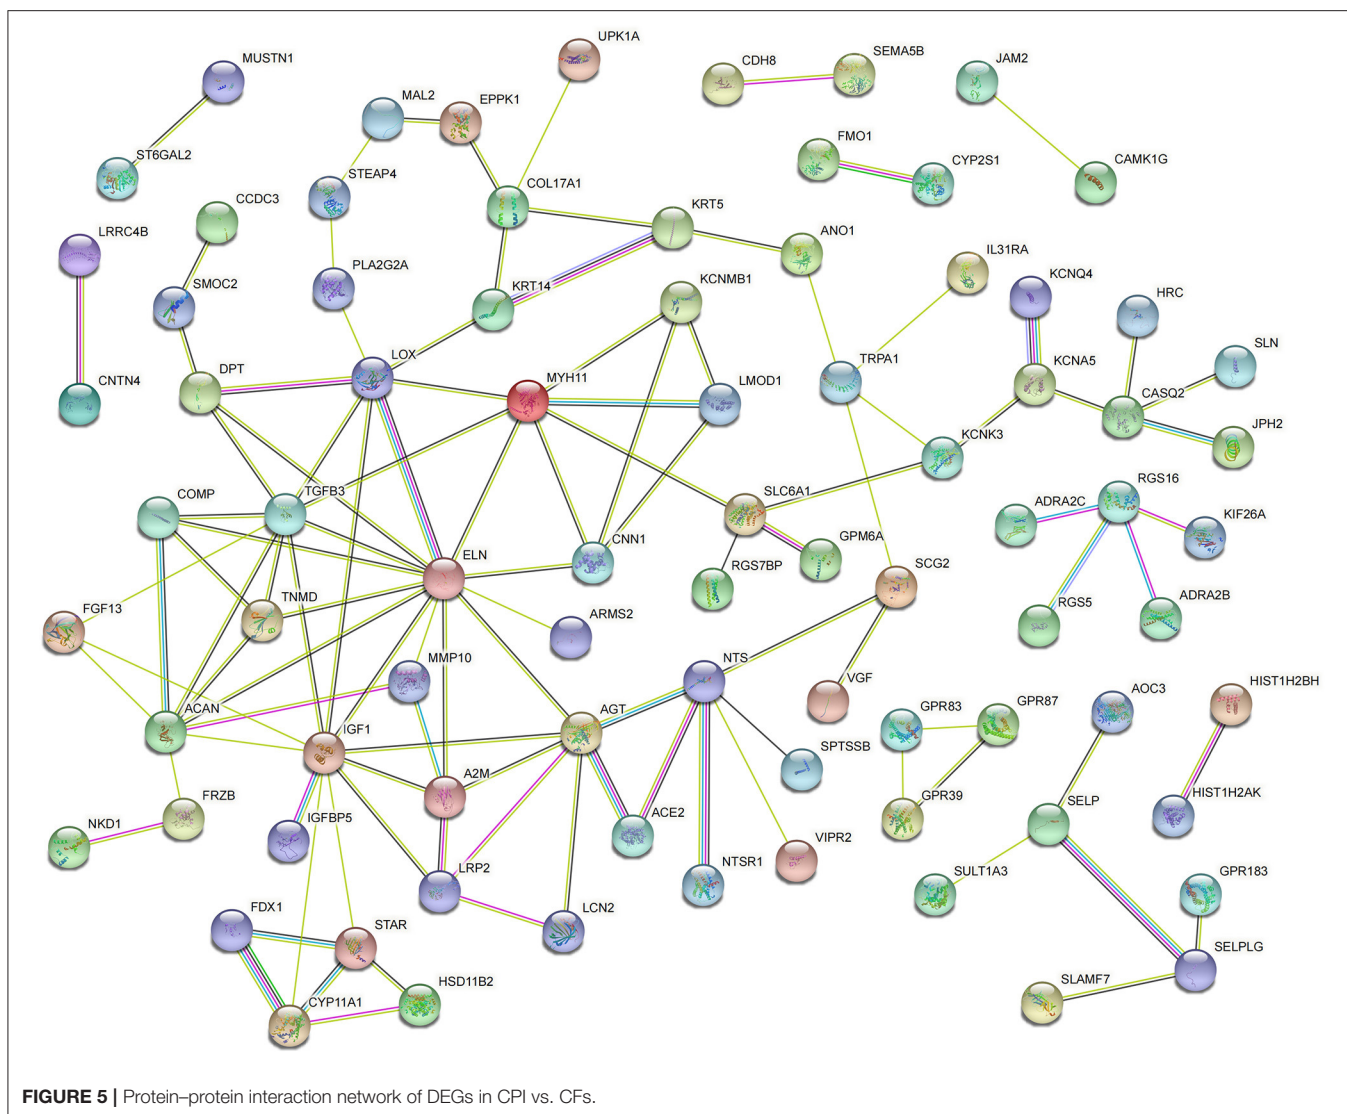 MUSTN1
UPK1A
CDH8
SEMA5B
JAM2
MAL2
EPPK1
ST6GAL2
FMO1
CYP2S1
CAMK1G
STEAP4
COL17A1
CCDC3
KRT5
ANO1
LRRC4B
IL31RA
SMOC2
PLA2G2A
KRT14
KCNMB1
KCNQ4
HRC
SLN
CNTN4
DPT
LOX
MYH11
LMOD1
TRPA1
KCNA5
CASQ2
JPH2
KCNK3
COMP
TGFB3
SLC6A1
ADRA2C
RGS16
KIF26A
ELN
CNN1
GPM6A
RGS7BP
SCG2
FGF13
TNMD
ARMS2
RGS5
ADRA2B
MMP10
NTS
VGF
ACAN
IGF1
AGT
GPR83
GPR87
AOC3
HIST1H2BH
SPTSSB
A2M
FRZB
GPR39
SELP
HIST1H2AK
NKD1
IGFBP5
ACE2
VIPR2
LRP2
NTSR1
SULT1A3
GPR183
LCN2
FDX1
STAR
SELPLG
CYP11A1
HSD11B2
SLAMF7
FIGURE 5 | Protein–protein interaction network of DEGs in CPI vs. CFs.